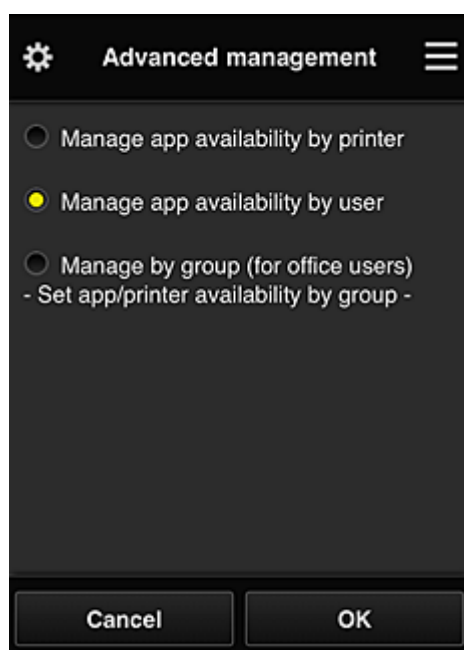 Advanced management
Manage app availability by printer
Manage app availability by user
Manage by group (for office users)
- Set app/printer availability by group -
Cancel
OK